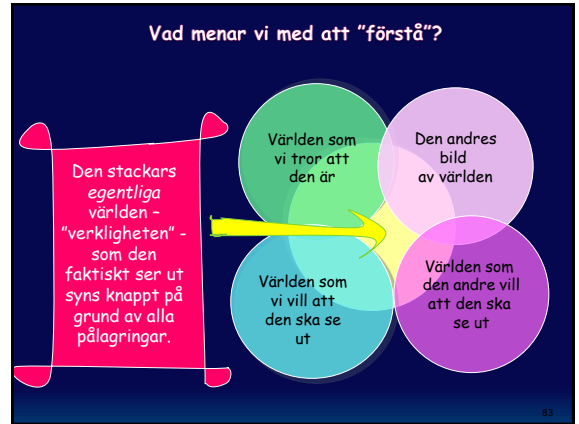 Vad menar vi med att ”förstå”?
Den stackars
egentliga
världen –
”verkligheten” -
som den
faktiskt ser ut
syns knappt på
grund av alla
pålagringar.
Världen som
vi tror att
den är
Den andres
bild
av världen
Världen som
vi vill att
den ska se
ut
Världen som
den andre vill
att den ska
se ut
83